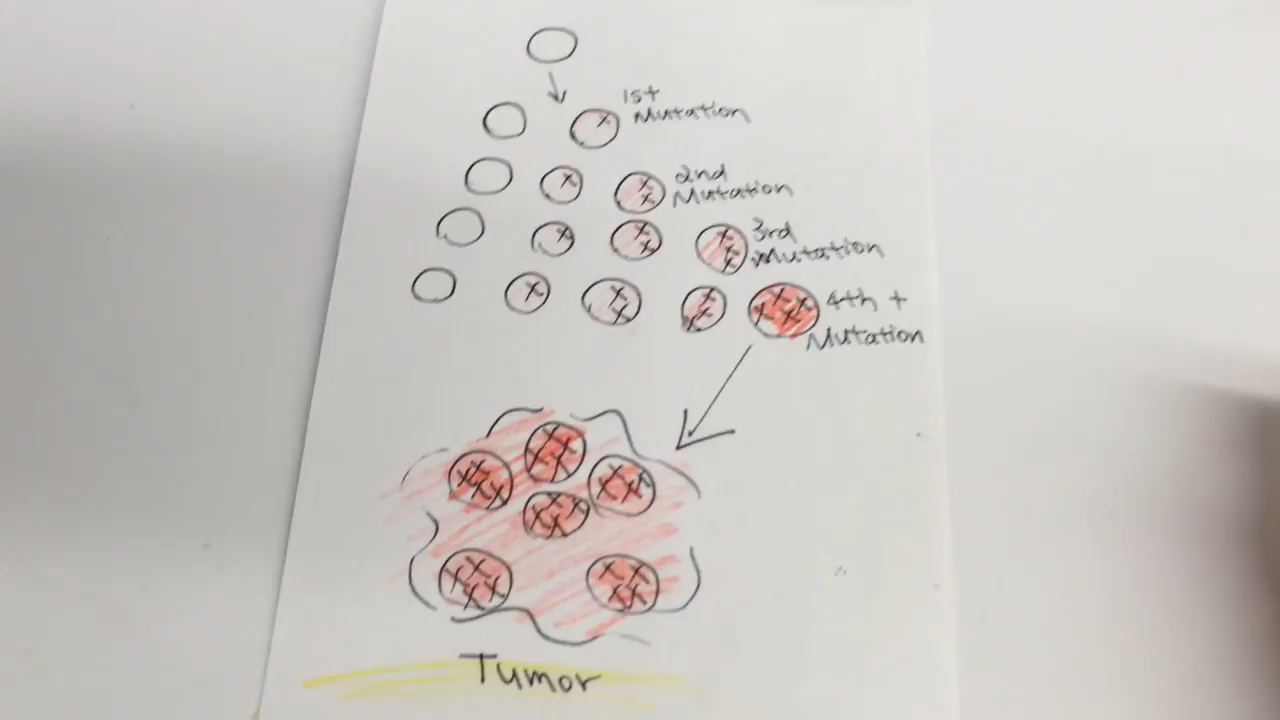 1st
Mutation
2nd
Mutation
3rd
Mutation
4th +
Mutation
Tumor